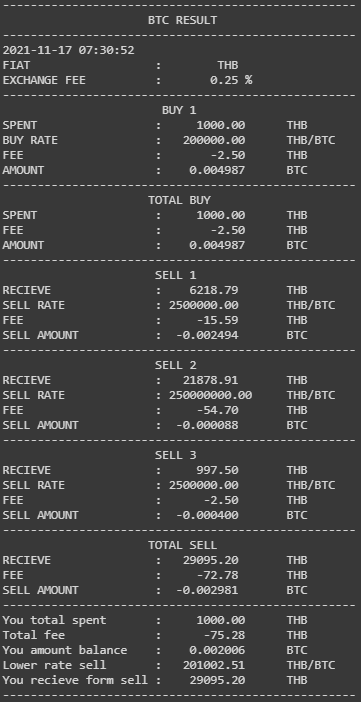 BTC RESULT
2021-11-17 07:30:52
FIAT : THB
EXCHANGE FEE : 0.25 %
BUY 1
SPENT : 1000.00 THB
BUY RATE : 200000.00 THB/BTC
FEE : -2.50 THB
AMOUNT : 0.004987 BTC
TOTAL BUY
SPENT : 1000.00 THB
FEE : -2.50 THB
AMOUNT : 0.004987 BTC
SELL 1
RECIEVE : 6218.79 THB
SELL RATE : 2500000.00 THB/BTC
FEE : -15.59 THB
SELL AMOUNT : -0.002494 BTC
SELL 2
RECIEVE : 21878.91 THB
SELL RATE : 250000000.00 THB/BTC
FEE : -54.70 THB
SELL AMOUNT : -0.000088 BTC
SELL 3
RECIEVE : 997.50 THB
SELL RATE : 2500000.00 THB/BTC
FEE : -2.50 THB
SELL AMOUNT : -0.000400 BTC
TOTAL SELL
RECIEVE : 29095.20 THB
FEE : -72.78 THB
SELL AMOUNT : -0.002981 BTC
You total spent : 1000.00 THB
Total fee : -75.28 THB
You amount balance : 0.002006 BTC
Lower rate sell : 201002.51 THB/BTC
You recieve form sell : 29095.20 THB